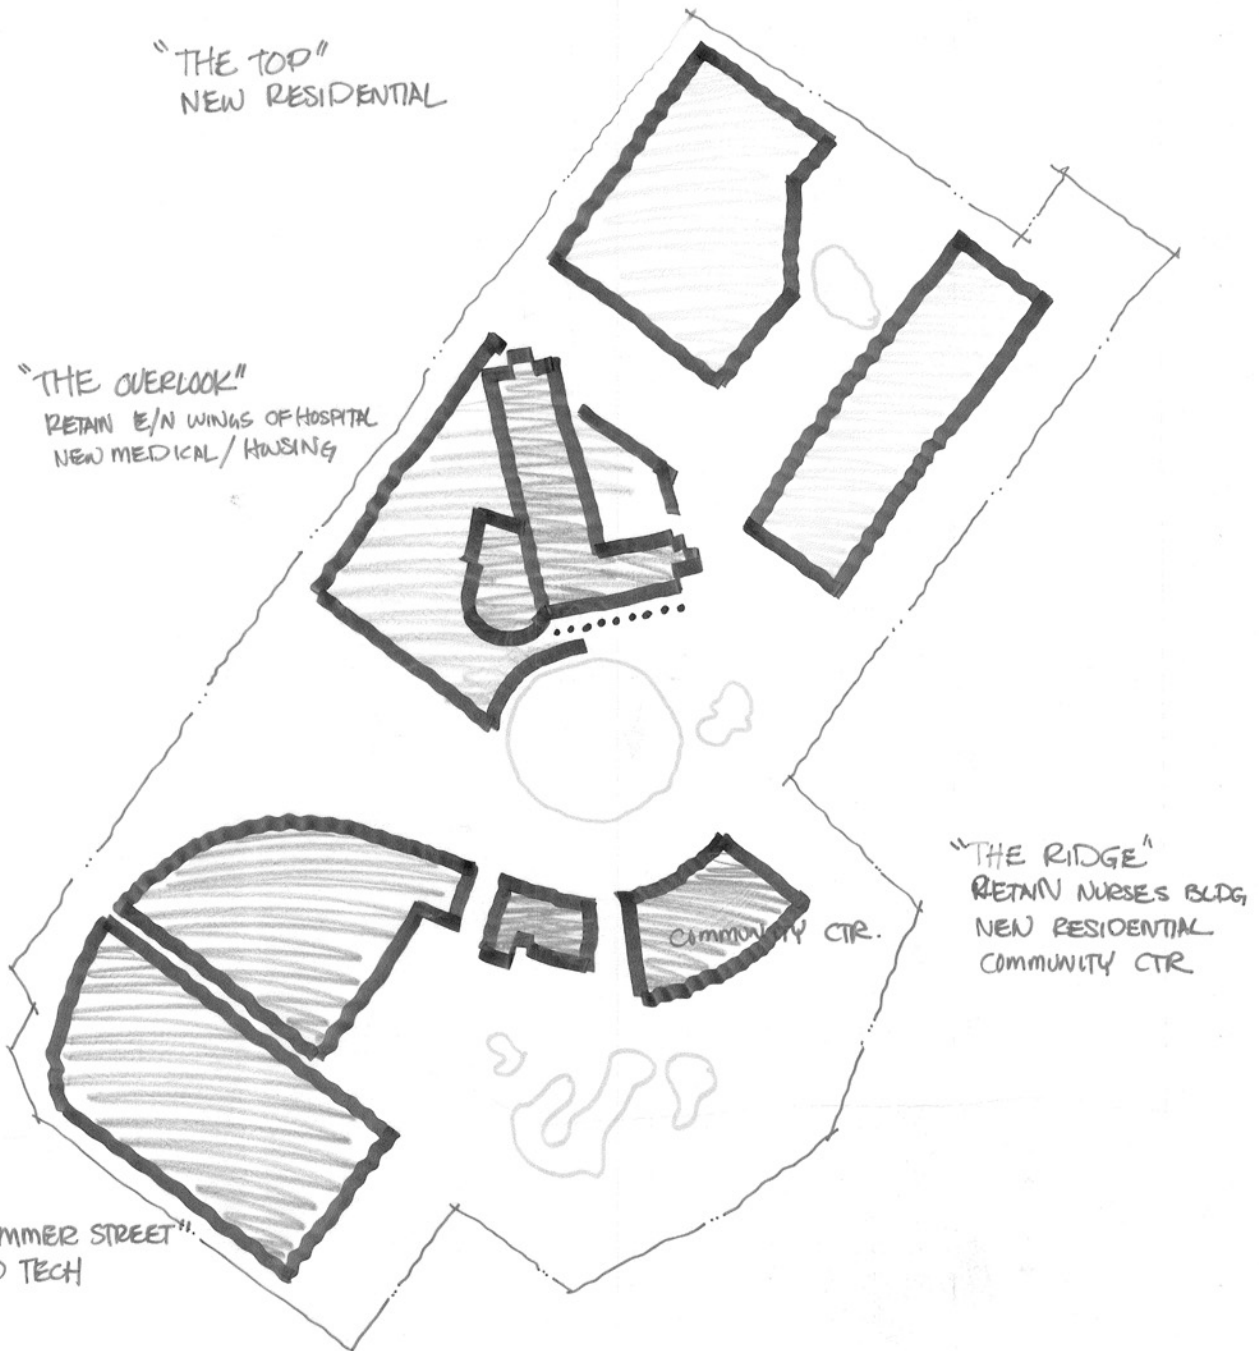 "THE TOP"
NEW RESIDENTIAL
"THE OVERLOOK"
RETAIN E/N WINGS OF HOSPITAL
NEW MEDICAL / HOUSING
"THE RIDGE"
RETAIN NURSES BLDG
NEW RESIDENTIAL
COMMUNITY CTR
COMMUNITY CTR.
STREET"
TECH